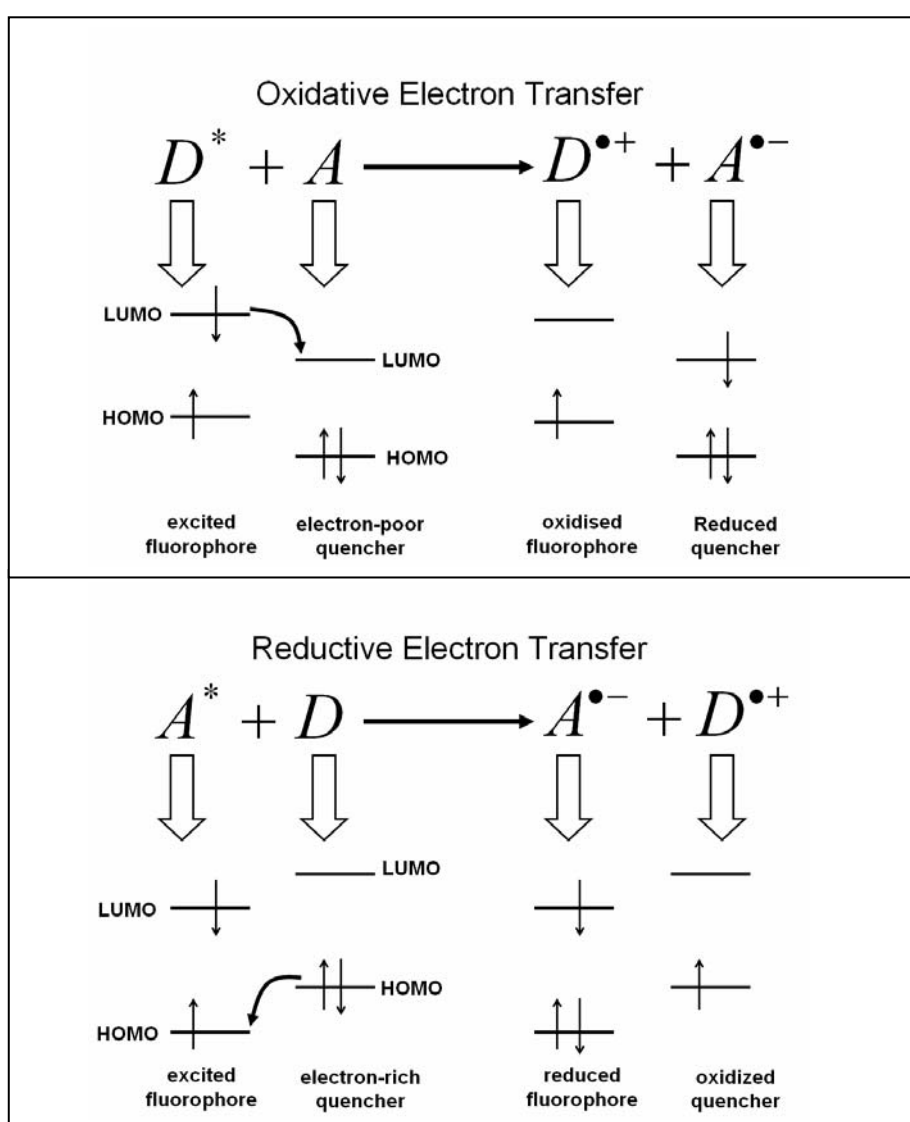 Oxidative Electron Transfer
D* + A D•+ + A•−
LUMO
LUMO
HOMO
HOMO
excited fluorophore
electron-poor quencher
oxidised fluorophore
Reduced quencher
Reductive Electron Transfer
A* + D A•− + D•+
LUMO
LUMO
HOMO
HOMO
excited fluorophore
electron-rich quencher
reduced fluorophore
oxidized quencher